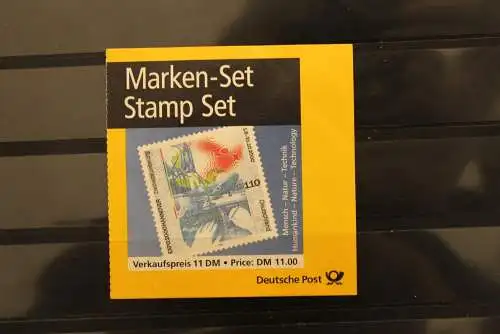 Marken-Set
Stamp Set
110
Mensch – Natur – Technik
Humankind – Nature – Technology
Verkaufspreis 11 DM • Price: DM 11.00
Deutsche Post